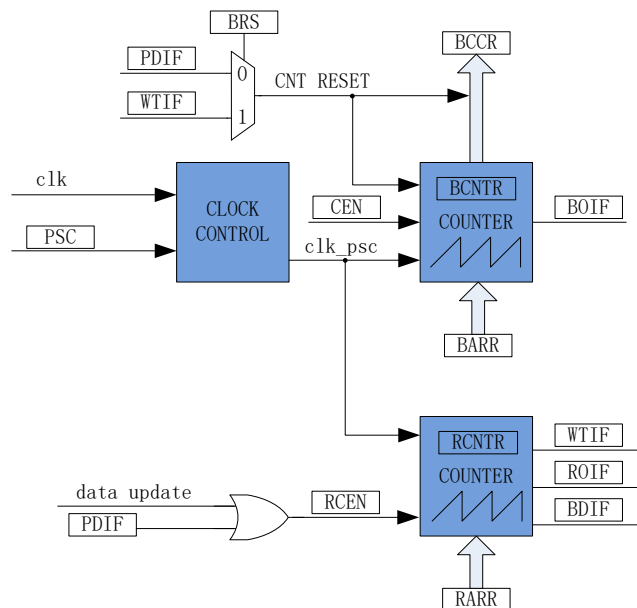 BRS
BCCR
PDIF
0
CNT RESET
WTIF
1
clk
BCNTR
CEN
CLOCK
CONTROL
COUNTER
BOIF
PSC
clk_psc
BARR
RCNTR
WTIF
COUNTER
ROIF
data update
RCEN
PDIF
BDIF
RARR